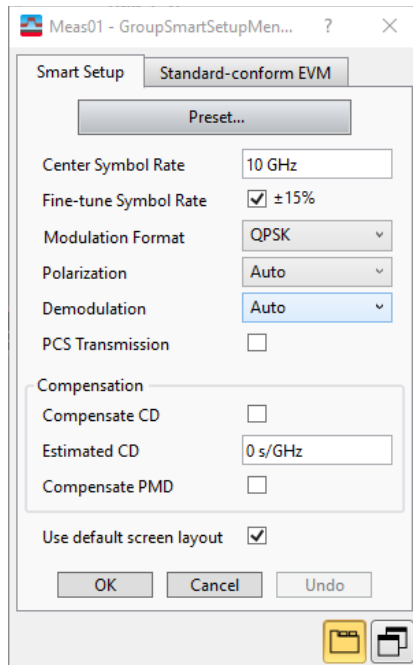 Meas01 - GroupSmartSetupMen... ?
Smart Setup Standard-conform EVM
Preset...
Center Symbol Rate 10 GHz
Fine-tune Symbol Rate ±15%
Modulation Format QPSK
Polarization Auto
Demodulation Auto
PCS Transmission
Compensation
Compensate CD
Estimated CD 0 s/GHz
Compensate PMD
Use default screen layout
OK Cancel Undo